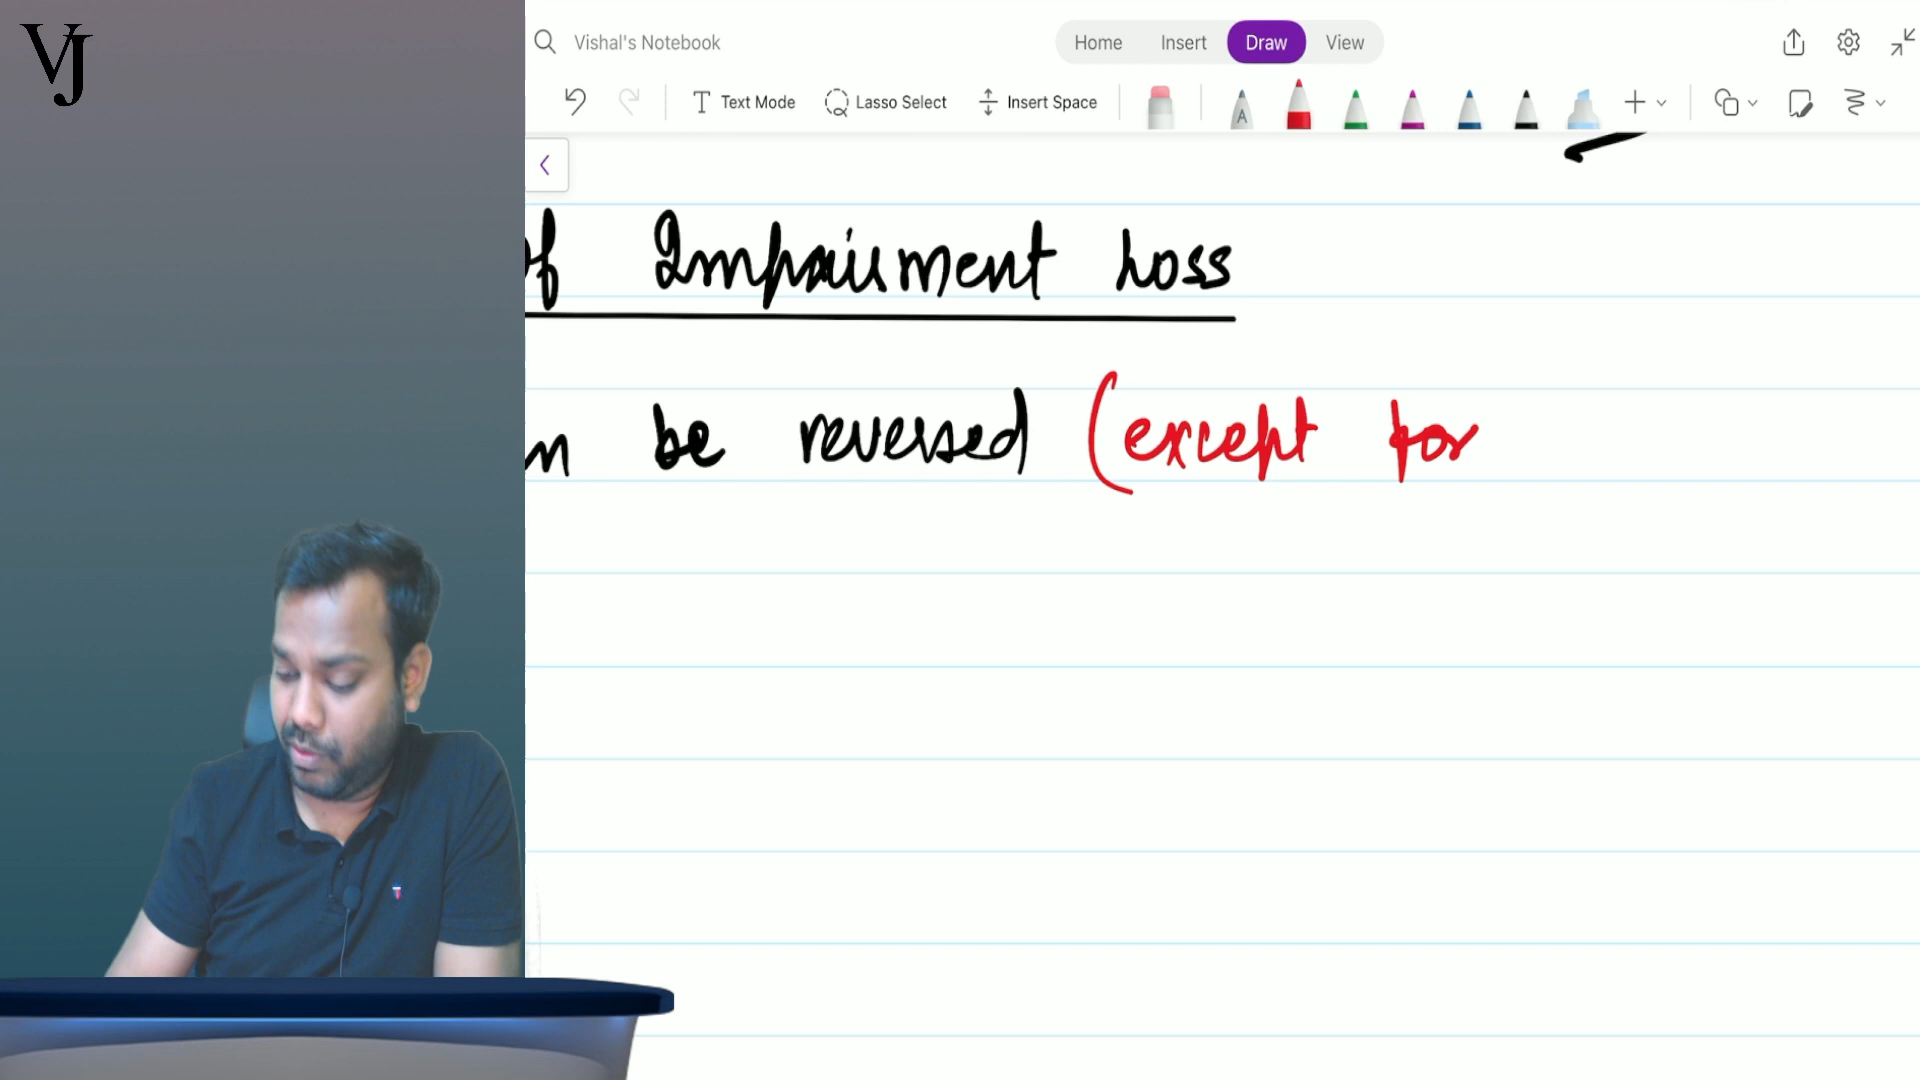 VJ
Vishal's Notebook
Home Insert Draw View
Text Mode Lasso Select Insert Space
of Impairment Loss
n be reversed (except for